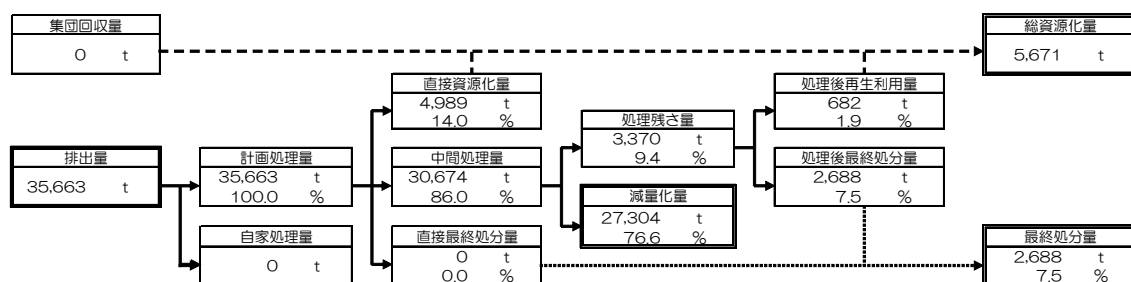 集団回収量
0 t
総資源化量
5,671 t
直接資源化量
4,989 t
14.0 %
処理後再生利用量
682 t
1.9 %
処理残さ量
3,370 t
9.4 %
排出量
35,663 t
計画処理量
35,663 t
100.0 %
中間処理量
30,674 t
86.0 %
処理後最終処分量
2,688 t
7.5 %
減量化量
27,304 t
76.6 %
自家処理量
0 t
直接最終処分量
0 t
0.0 %
最終処分量
2,688 t
7.5 %